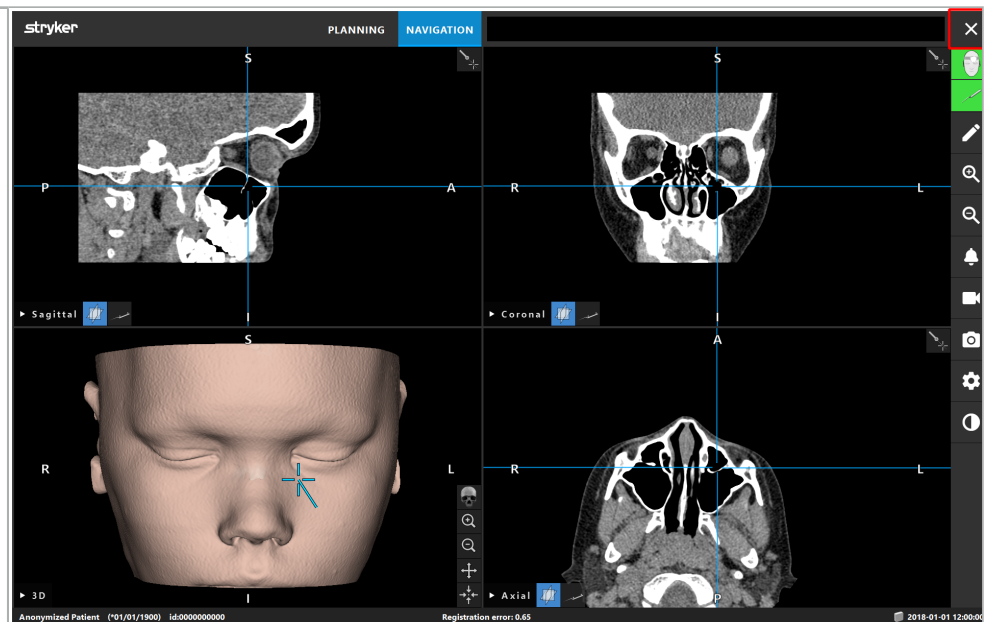 stryker
PLANNING NAVIGATION
S S
P A R L
Sagittal I Coronal I
S A
R L R L
3D I Axial P
Anonymized Patient (*01/01/1900) id:0000000000 Registration error: 0.65 2018-01-01 12:00:00